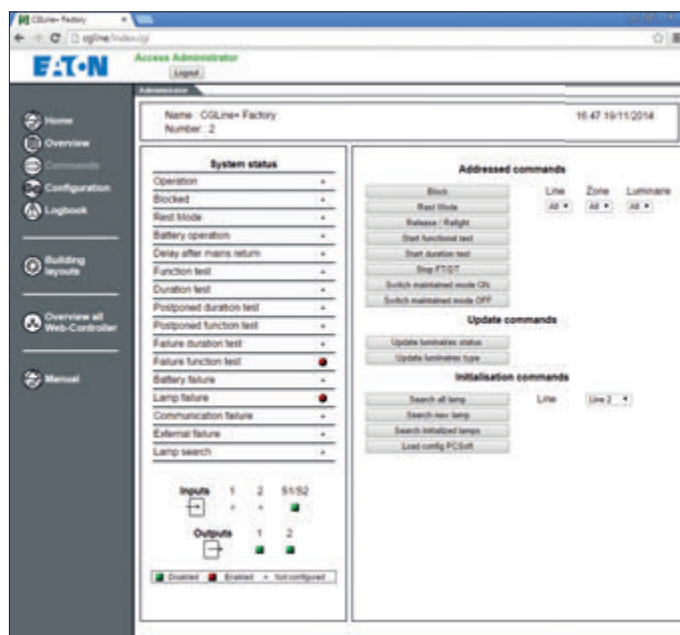 CGLine+ Factory
cgline/index.cgi
EATON
Access Administrator
Logout
Administrator
Home
Overview
Commands
Configuration
Logbook
Building
layouts
Overview all
Web-Controller
Manual
Name : CGLine+ Factory
Number : 2
16:47 19/11/2014
System status
Operation
Blocked
Rest Mode
Battery operation
Delay after mains return
Function test
Duration test
Postponed duration test
Postponed function test
Failure duration test
Failure function test
Battery failure
Lamp failure
Communication failure
External failure
Lamp search
Inputs 1 2 S1/S2
Outputs 1 2
Disabled Enabled Not configured
Addressed commands
Block Line Zone Luminaire
Rest Mode All All All
Release / Relight
Start functional test
Start duration test
Stop FT/DT
Switch maintained mode ON
Switch maintained mode OFF
Update commands
Update luminaires status
Update luminaires type
Initialisation commands
Search all lamp Line Line 2
Search new lamp
Search initialized lamps
Load config PCSoft